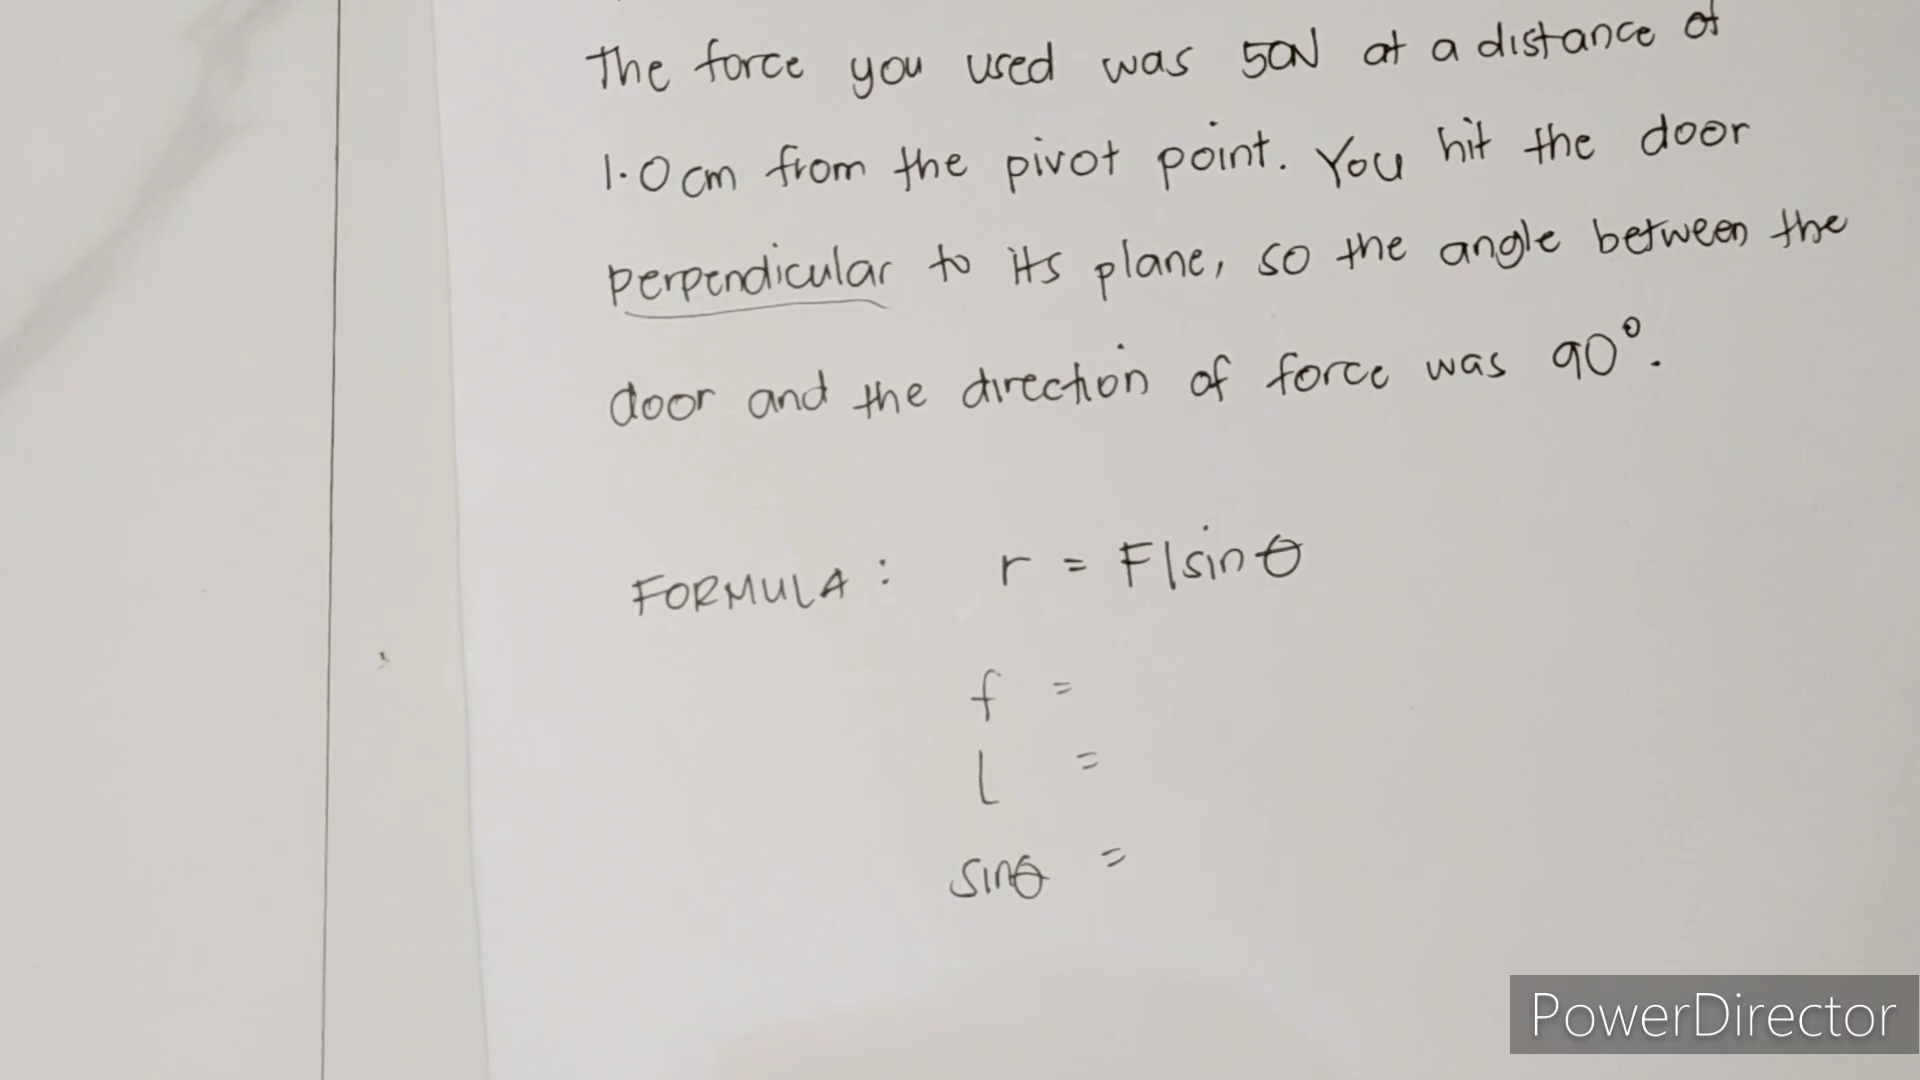 The force you used was 50N at a distance of
1.0cm from the pivot point. You hit the door
perpendicular to its plane, so the angle between the
door and the direction of force was 90°.
FORMULA : r = Flsinθ
f =
l =
sinθ =
PowerDirector